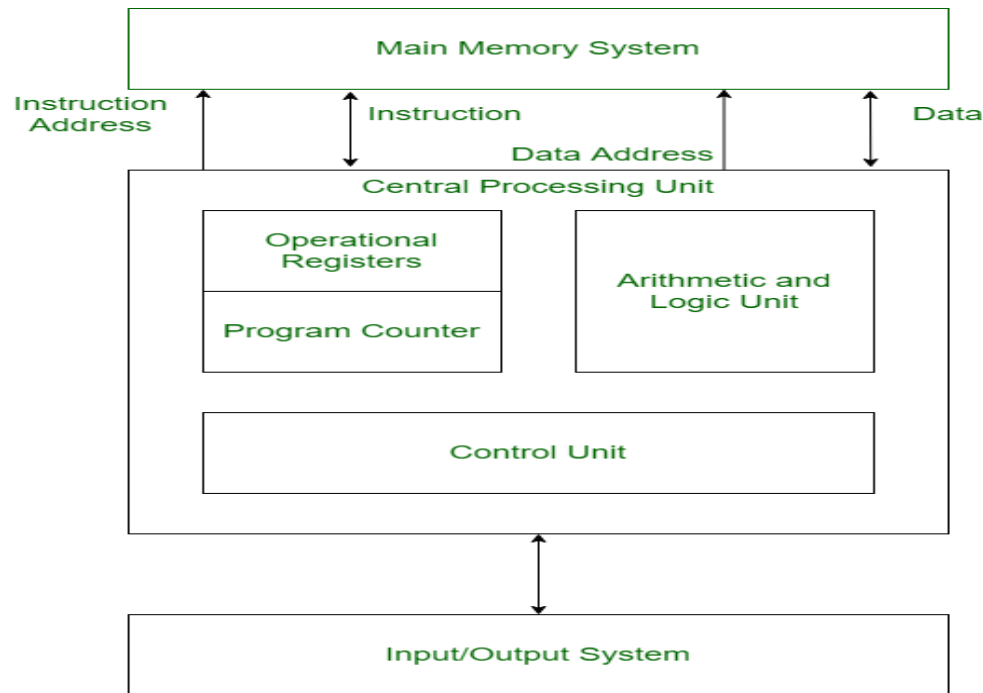 Main Memory System
Instruction
Address
Instruction
Data Address
Data
Central Processing Unit
Operational
Registers
Program Counter
Arithmetic and
Logic Unit
Control Unit
Input/Output System